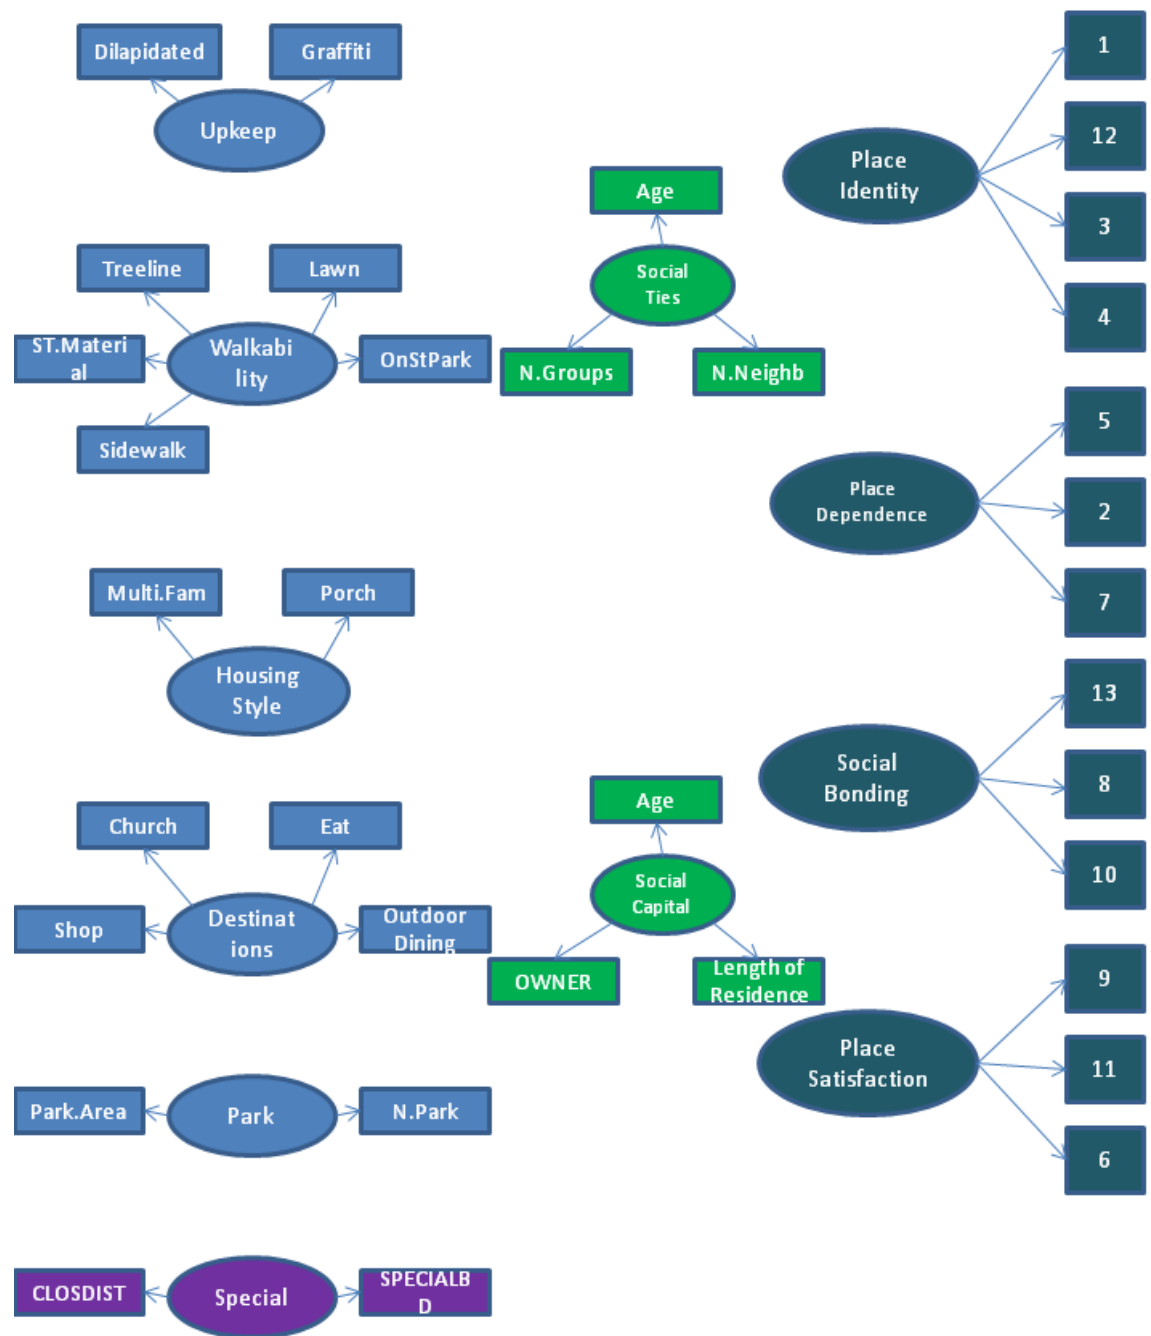 Dilapidated
Graffiti
Upkeep
Treeline
Lawn
ST.Materi
al
Walkabi
lity
OnStPark
Sidewalk
Multi.Fam
Porch
Housing
Style
Church
Eat
Shop
Destinat
ions
Outdoor
Dining
Park.Area
Park
N.Park
CLOSDIST
Special
SPECIALB
D
Age
Social
Ties
N.Groups
N.Neighb
Age
Social
Capital
OWNER
Length of
Residence
Place
Identity
1
12
3
4
Place
Dependence
5
2
7
Social
Bonding
13
8
10
Place
Satisfaction
9
11
6